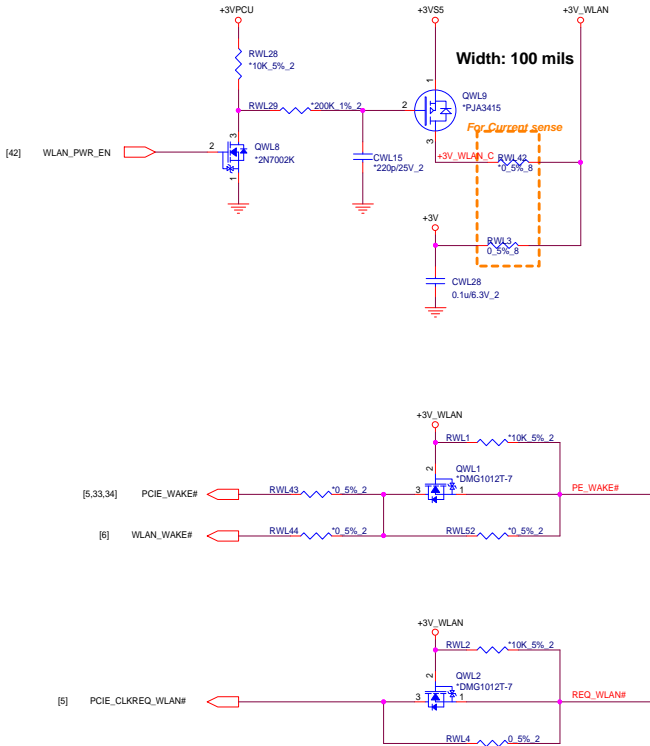 +3VPCU
+3VS5
+3V_WLAN
RWL28
*10K_5%_2
Width: 100 mils
1
QWL9
*PJA3415
RWL29
*200K_1%_2
2
For Current sense
3
3
+3V_WLAN_C
RWL42
*0_5%_8
[42]
WLAN_PWR_EN
2
QWL8
*2N7002K
1
CWL15
*220p/25V_2
+3V
RWL3
0_5%_8
CWL28
0.1u/6.3V_2
+3V_WLAN
RWL1
*10K_5%_2
2
QWL1
*DMG1012T-7
[5,33,34]
PCIE_WAKE#
RWL43
*0_5%_2
3
1
PE_WAKE#
[6]
WLAN_WAKE#
RWL44
*0_5%_2
RWL52
*0_5%_2
+3V_WLAN
RWL2
*10K_5%_2
2
QWL2
*DMG1012T-7
[5]
PCIE_CLKREQ_WLAN#
3
1
REQ_WLAN#
RWL4
0_5%_2